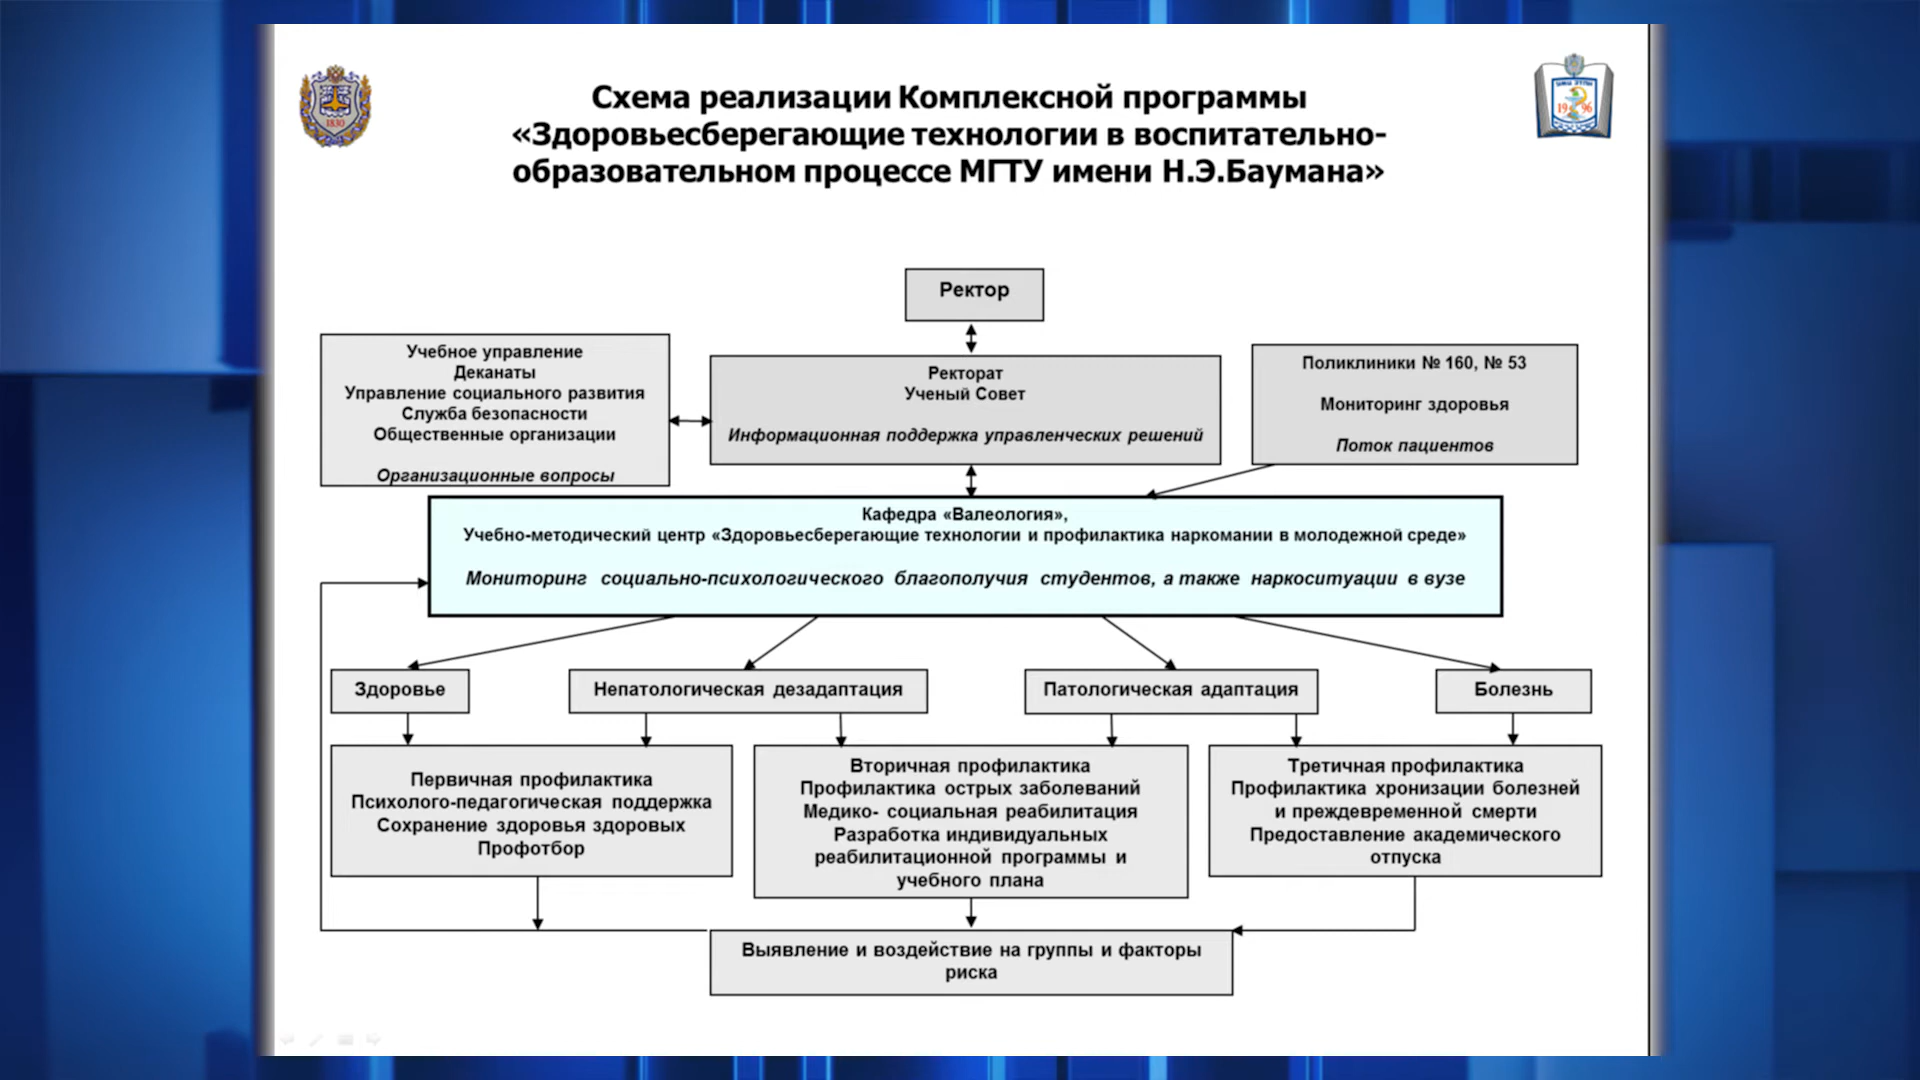 Схема реализации Комплексной программы
«Здоровьесберегающие технологии в воспитательно-
образовательном процессе МГТУ имени Н.Э.Баумана»
1830
19 96
Ректор
Учебное управление
Деканаты
Управление социального развития
Служба безопасности
Общественные организации
Организационные вопросы
Ректорат
Ученый Совет
Информационная поддержка управленческих решений
Поликлиники № 160, № 53
Мониторинг здоровья
Поток пациентов
Кафедра «Валеология»,
Учебно-методический центр «Здоровьесберегающие технологии и профилактика наркомании в молодежной среде»
Мониторинг социально-психологического благополучия студентов, а также наркоситуации в вузе
Здоровье
Непатологическая дезадаптация
Патологическая адаптация
Болезнь
Первичная профилактика
Психолого-педагогическая поддержка
Сохранение здоровья здоровых
Профотбор
Вторичная профилактика
Профилактика острых заболеваний
Медико- социальная реабилитация
Разработка индивидуальных
реабилитационной программы и
учебного плана
Третичная профилактика
Профилактика хронизации болезней
и преждевременной смерти
Предоставление академического
отпуска
Выявление и воздействие на группы и факторы
риска